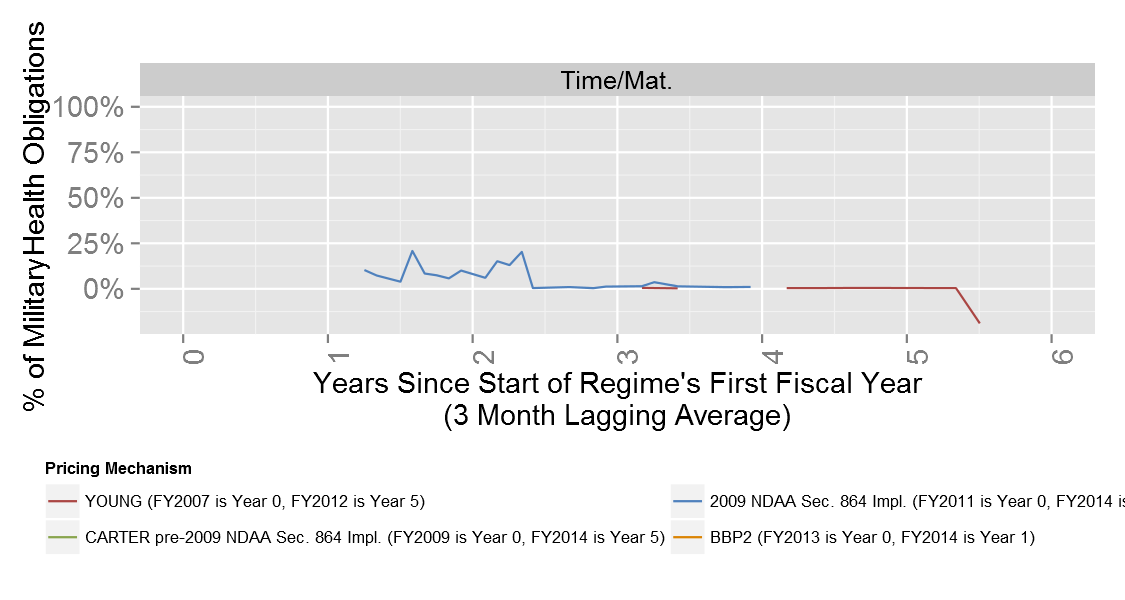 Time/Mat.
% of MilitaryHealth Obligations
100%
75%
50%
25%
0%
0 1 2 3 4 5 6
Years Since Start of Regime's First Fiscal Year
(3 Month Lagging Average)
Pricing Mechanism
YOUNG (FY2007 is Year 0, FY2012 is Year 5)
2009 NDAA Sec. 864 Impl. (FY2011 is Year 0, FY2014 is
CARTER pre-2009 NDAA Sec. 864 Impl. (FY2009 is Year 0, FY2014 is Year 5)
BBP2 (FY2013 is Year 0, FY2014 is Year 1)